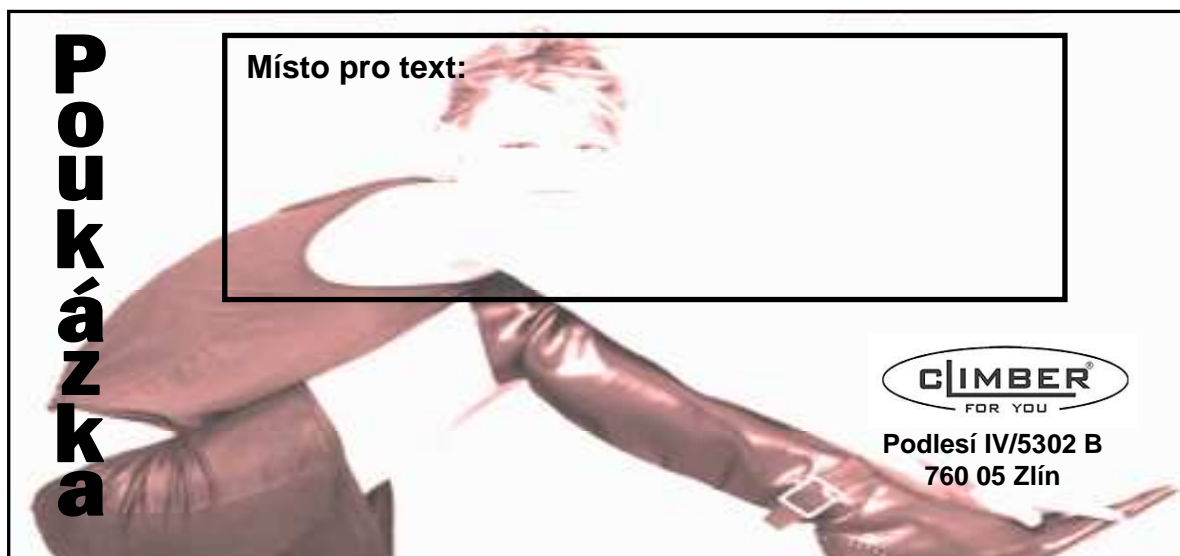 Poukázka
Místo pro text:
CLIMBER®
FOR YOU
Podlesí IV/5302 B
760 05 Zlín